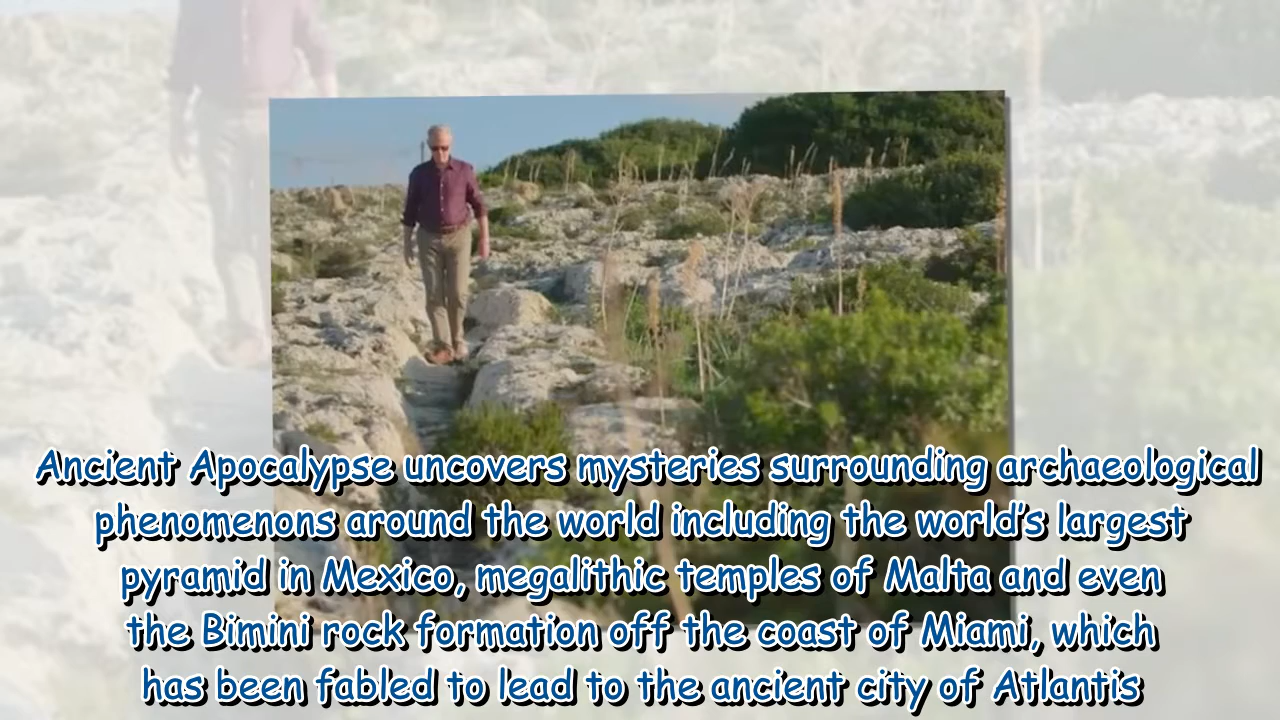 Ancient Apocalypse uncovers mysteries surrounding archaeological
phenomenons around the world including the world’s largest
pyramid in Mexico, megalithic temples of Malta and even
the Bimini rock formation off the coast of Miami, which
has been fabled to lead to the ancient city of Atlantis